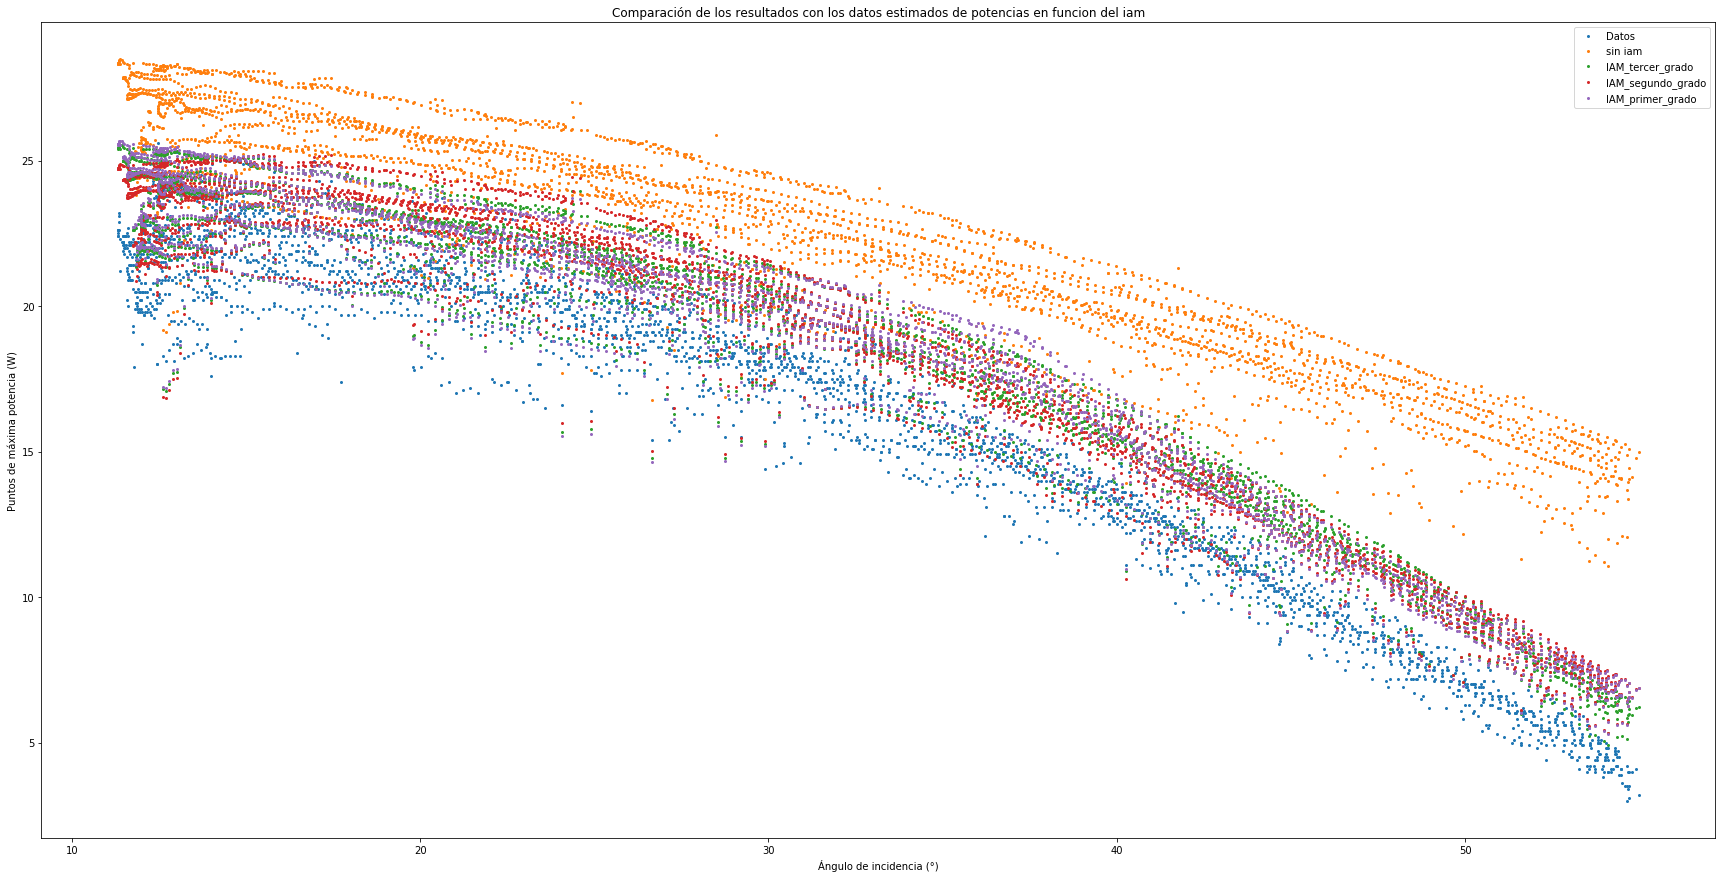 Comparación de los resultados con los datos estimados de potencias en funcion del iam
Datos
sin iam
IAM_tercer_grado
IAM_segundo_grado
IAM_primer_grado
Puntos de máxima potencia (W)
25
20
15
10
5
10
20
30
40
50
Ángulo de incidencia (°)